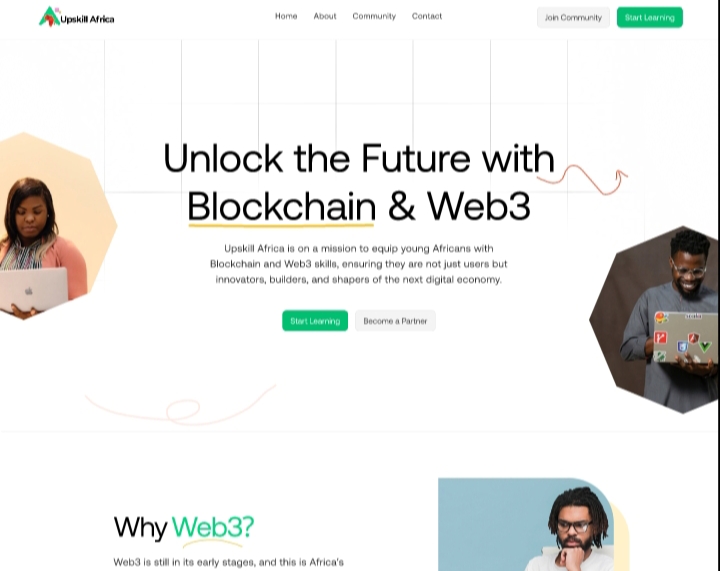 Upskill Africa
Home About Community Contact
Join Community
Start Learning
Unlock the Future with
Blockchain & Web3
Upskill Africa is on a mission to equip young Africans with
Blockchain and Web3 skills, ensuring they are not just users but
innovators, builders, and shapers of the next digital economy.
Start Learning
Become a Partner
Why Web3?
Web3 is still in its early stages, and this is Africa's